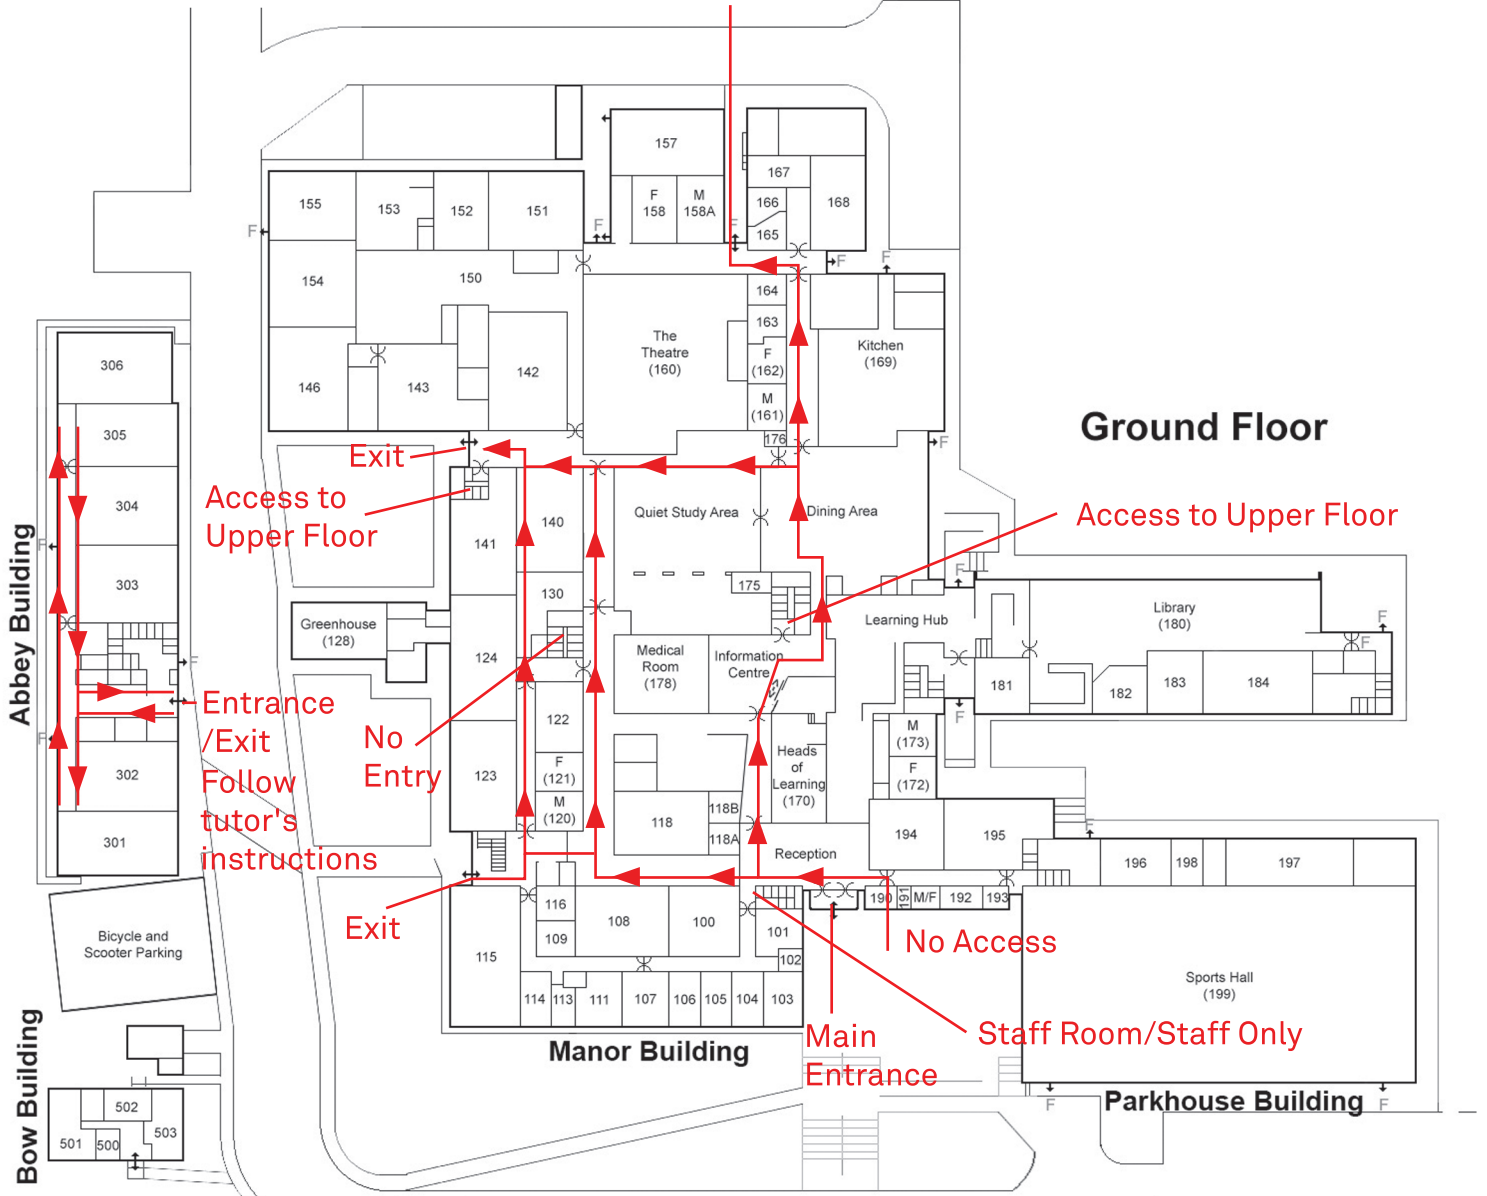 157
F
158
M
158A
167
166
168
165
155
153
152
151
F
F
F
F
F
154
150
164
163
The
Theatre
(160)
F
(162)
Kitchen
(169)
306
146
143
142
M
(161)
176
F
Ground Floor
305
Exit
304
Access to
Upper Floor
140
Quiet Study Area
Dining Area
Access to Upper Floor
141
F
303
130
175
F
Greenhouse
(128)
Learning Hub
Library
(180)
F
F
Abbey Building
124
Medical
Room
(178)
Information
Centre
F
181
182
183
184
Entrance
/Exit
Follow
tutor's
instructions
F
302
122
No
Entry
F
(121)
M
(120)
123
Heads
of
Learning
(170)
M
(173)
F
(172)
F
118
118B
118A
194
195
F
301
Reception
196
198
197
116
109
108
100
190
191
M/F
192
193
Exit
101
102
No Access
Bicycle and
Scooter Parking
115
Sports Hall
(199)
114
113
111
107
106
105
104
103
Main
Entrance
Staff Room/Staff Only
Manor Building
Parkhouse Building
F
F
Bow Building
502
501
500
503